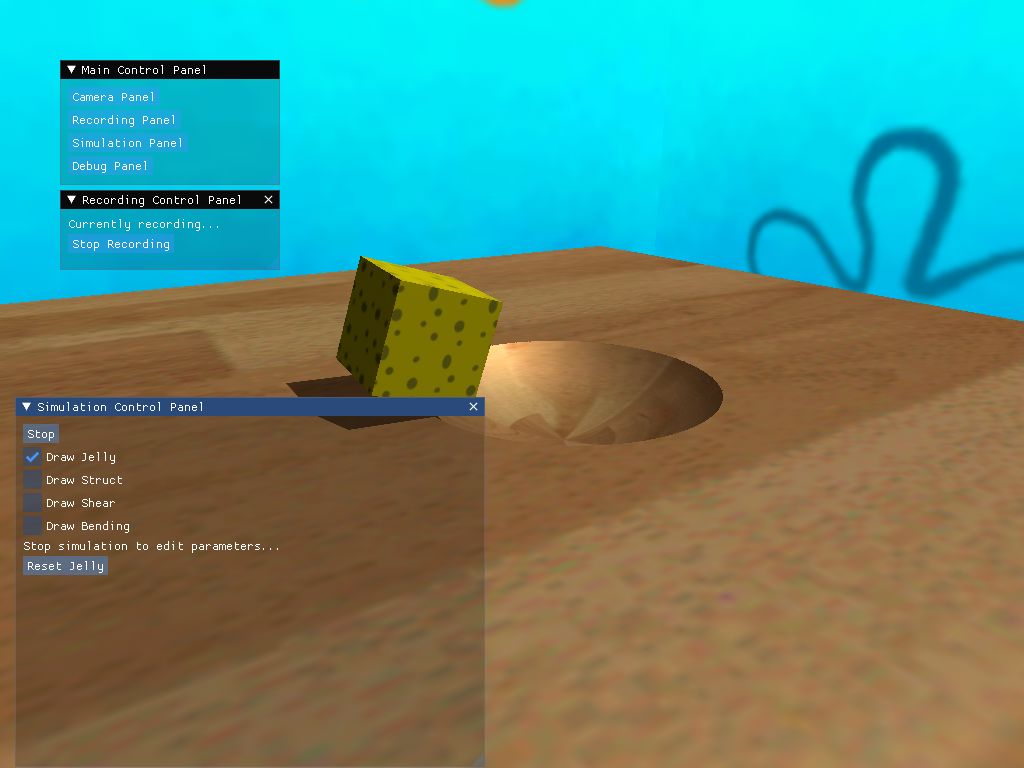 Main Control Panel
Camera Panel
Recording Panel
Simulation Panel
Debug Panel
Recording Control Panel
Currently recording...
Stop Recording
Simulation Control Panel
Stop
Draw Jelly
Draw Struct
Draw Shear
Draw Bending
Stop simulation to edit parameters...
Reset Jelly